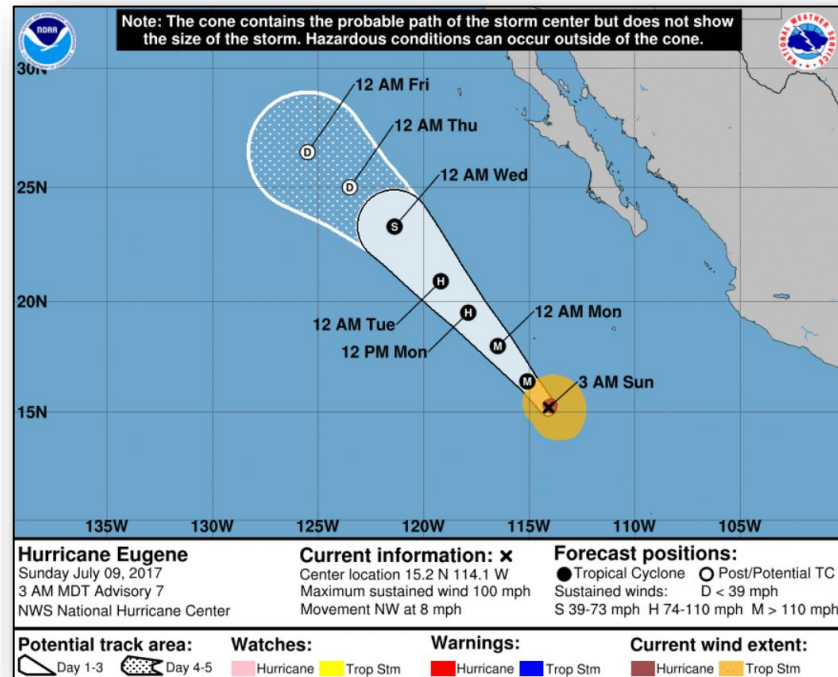 Note: The cone contains the probable path of the storm center but does not show
the size of the storm. Hazardous conditions can occur outside of the cone.
NOAA
NATIONAL WEATHER SERVICE
30N
12 AM Fri
12 AM Thu
D
D
25N
12 AM Wed
S
20N
H
12 AM Tue
H
12 AM Mon
12 PM Mon
M
M
3 AM Sun
15N
135W 130W 125W 120W 115W 110W 105W
Hurricane Eugene
Sunday July 09, 2017
3 AM MDT Advisory 7
NWS National Hurricane Center
Current information: ×
Center location 15.2 N 114.1 W
Maximum sustained wind 100 mph
Movement NW at 8 mph
Forecast positions:
Tropical Cyclone Post/Potential TC
Sustained winds: D < 39 mph
S 39-73 mph H 74-110 mph M > 110 mph
Potential track area:
Day 1-3 Day 4-5
Watches:
Hurricane Trop Stm
Warnings:
Hurricane Trop Stm
Current wind extent:
Hurricane Trop Stm